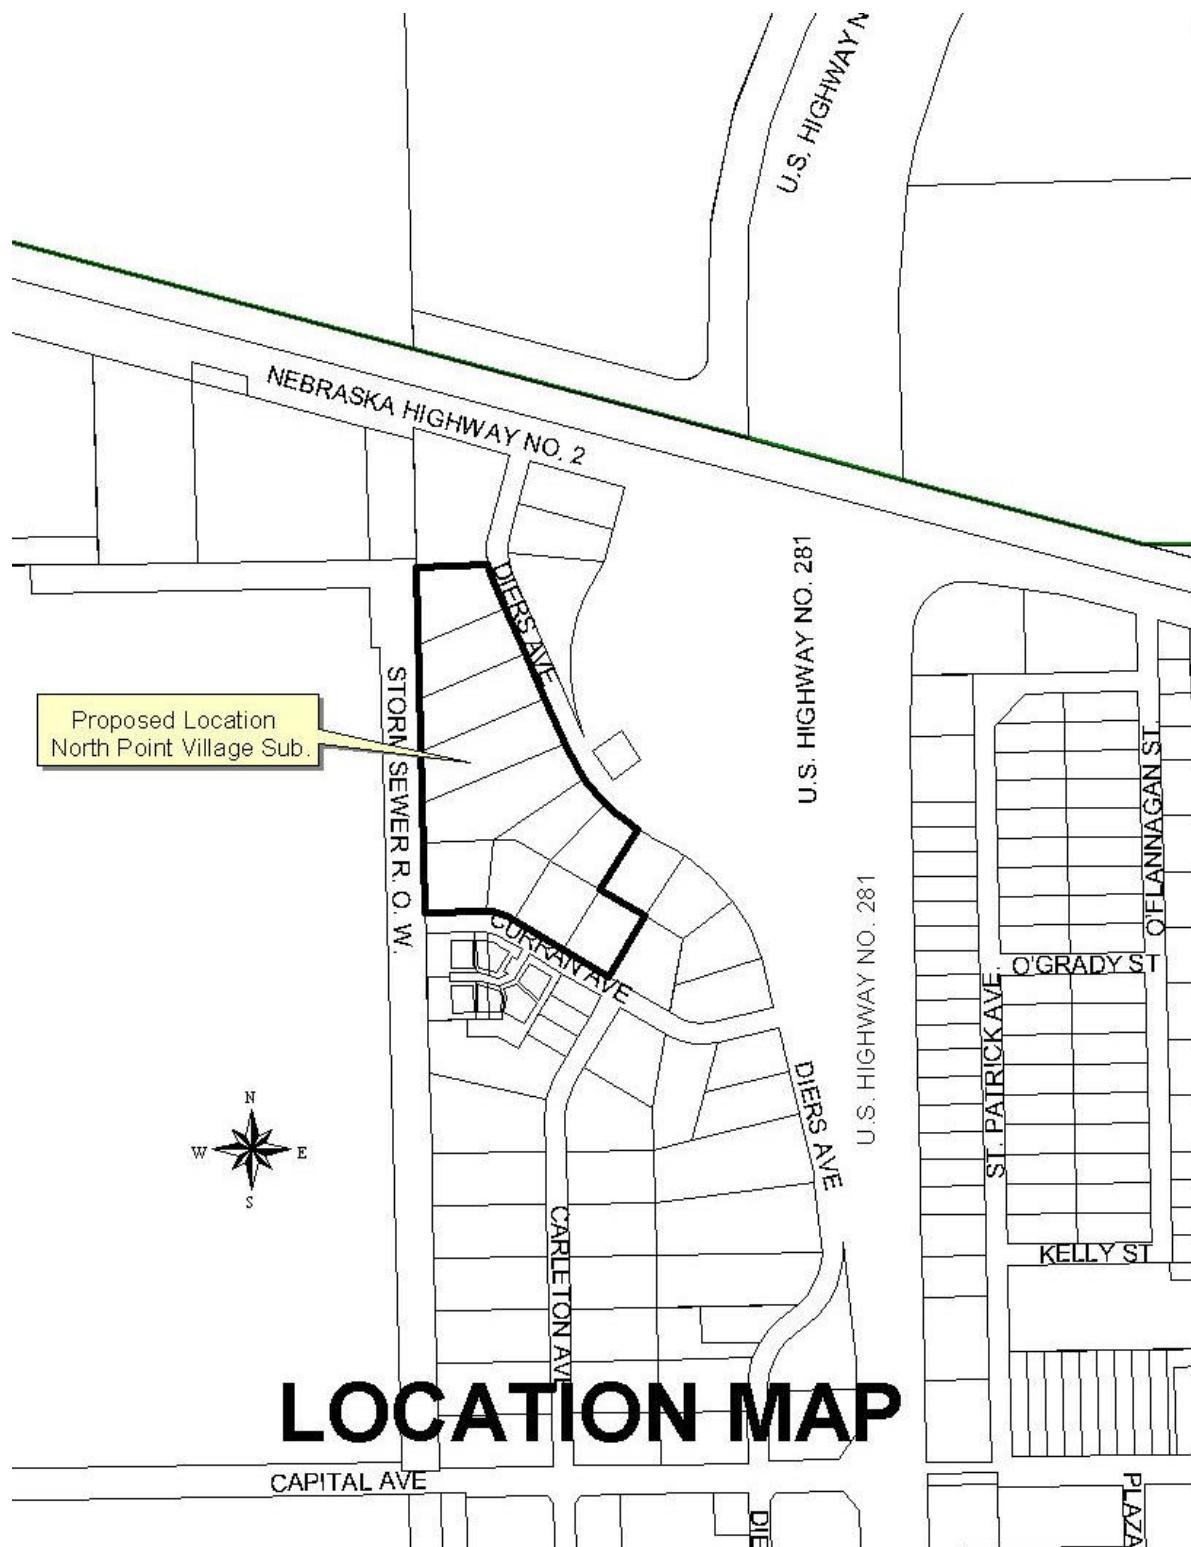 U.S. HIGHWAY N
NEBRASKA HIGHWAY NO. 2
DIERS AVE
U.S. HIGHWAY NO. 281
STORM SEWER R. O. W.
Proposed Location
North Point Village Sub.
O'FLANNAGAN ST.
U.S. HIGHWAY NO. 281
CURRAN AVE
O'GRADY ST
ST. PATRICK AVE.
DIERS AVE
N
W E
S
CARLETON AVE
KELLY ST
LOCATION MAP
CAPITAL AVE
DIE
PLAZA